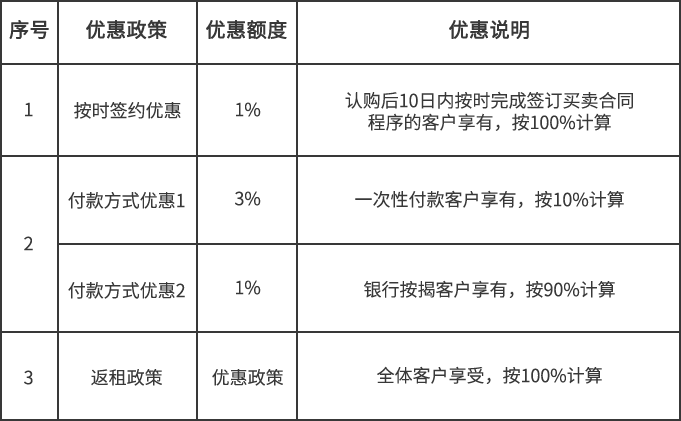 序号 优惠政策 优惠额度 优惠说明
1 按时签约优惠 1% 认购后10日内按时完成签订买卖合同
程序的客户享有，按100%计算
2
付款方式优惠1 3% 一次性付款客户享有，按10%计算
付款方式优惠2 1% 银行按揭客户享有，按90%计算
3 返租政策 优惠政策 全体客户享受，按100%计算